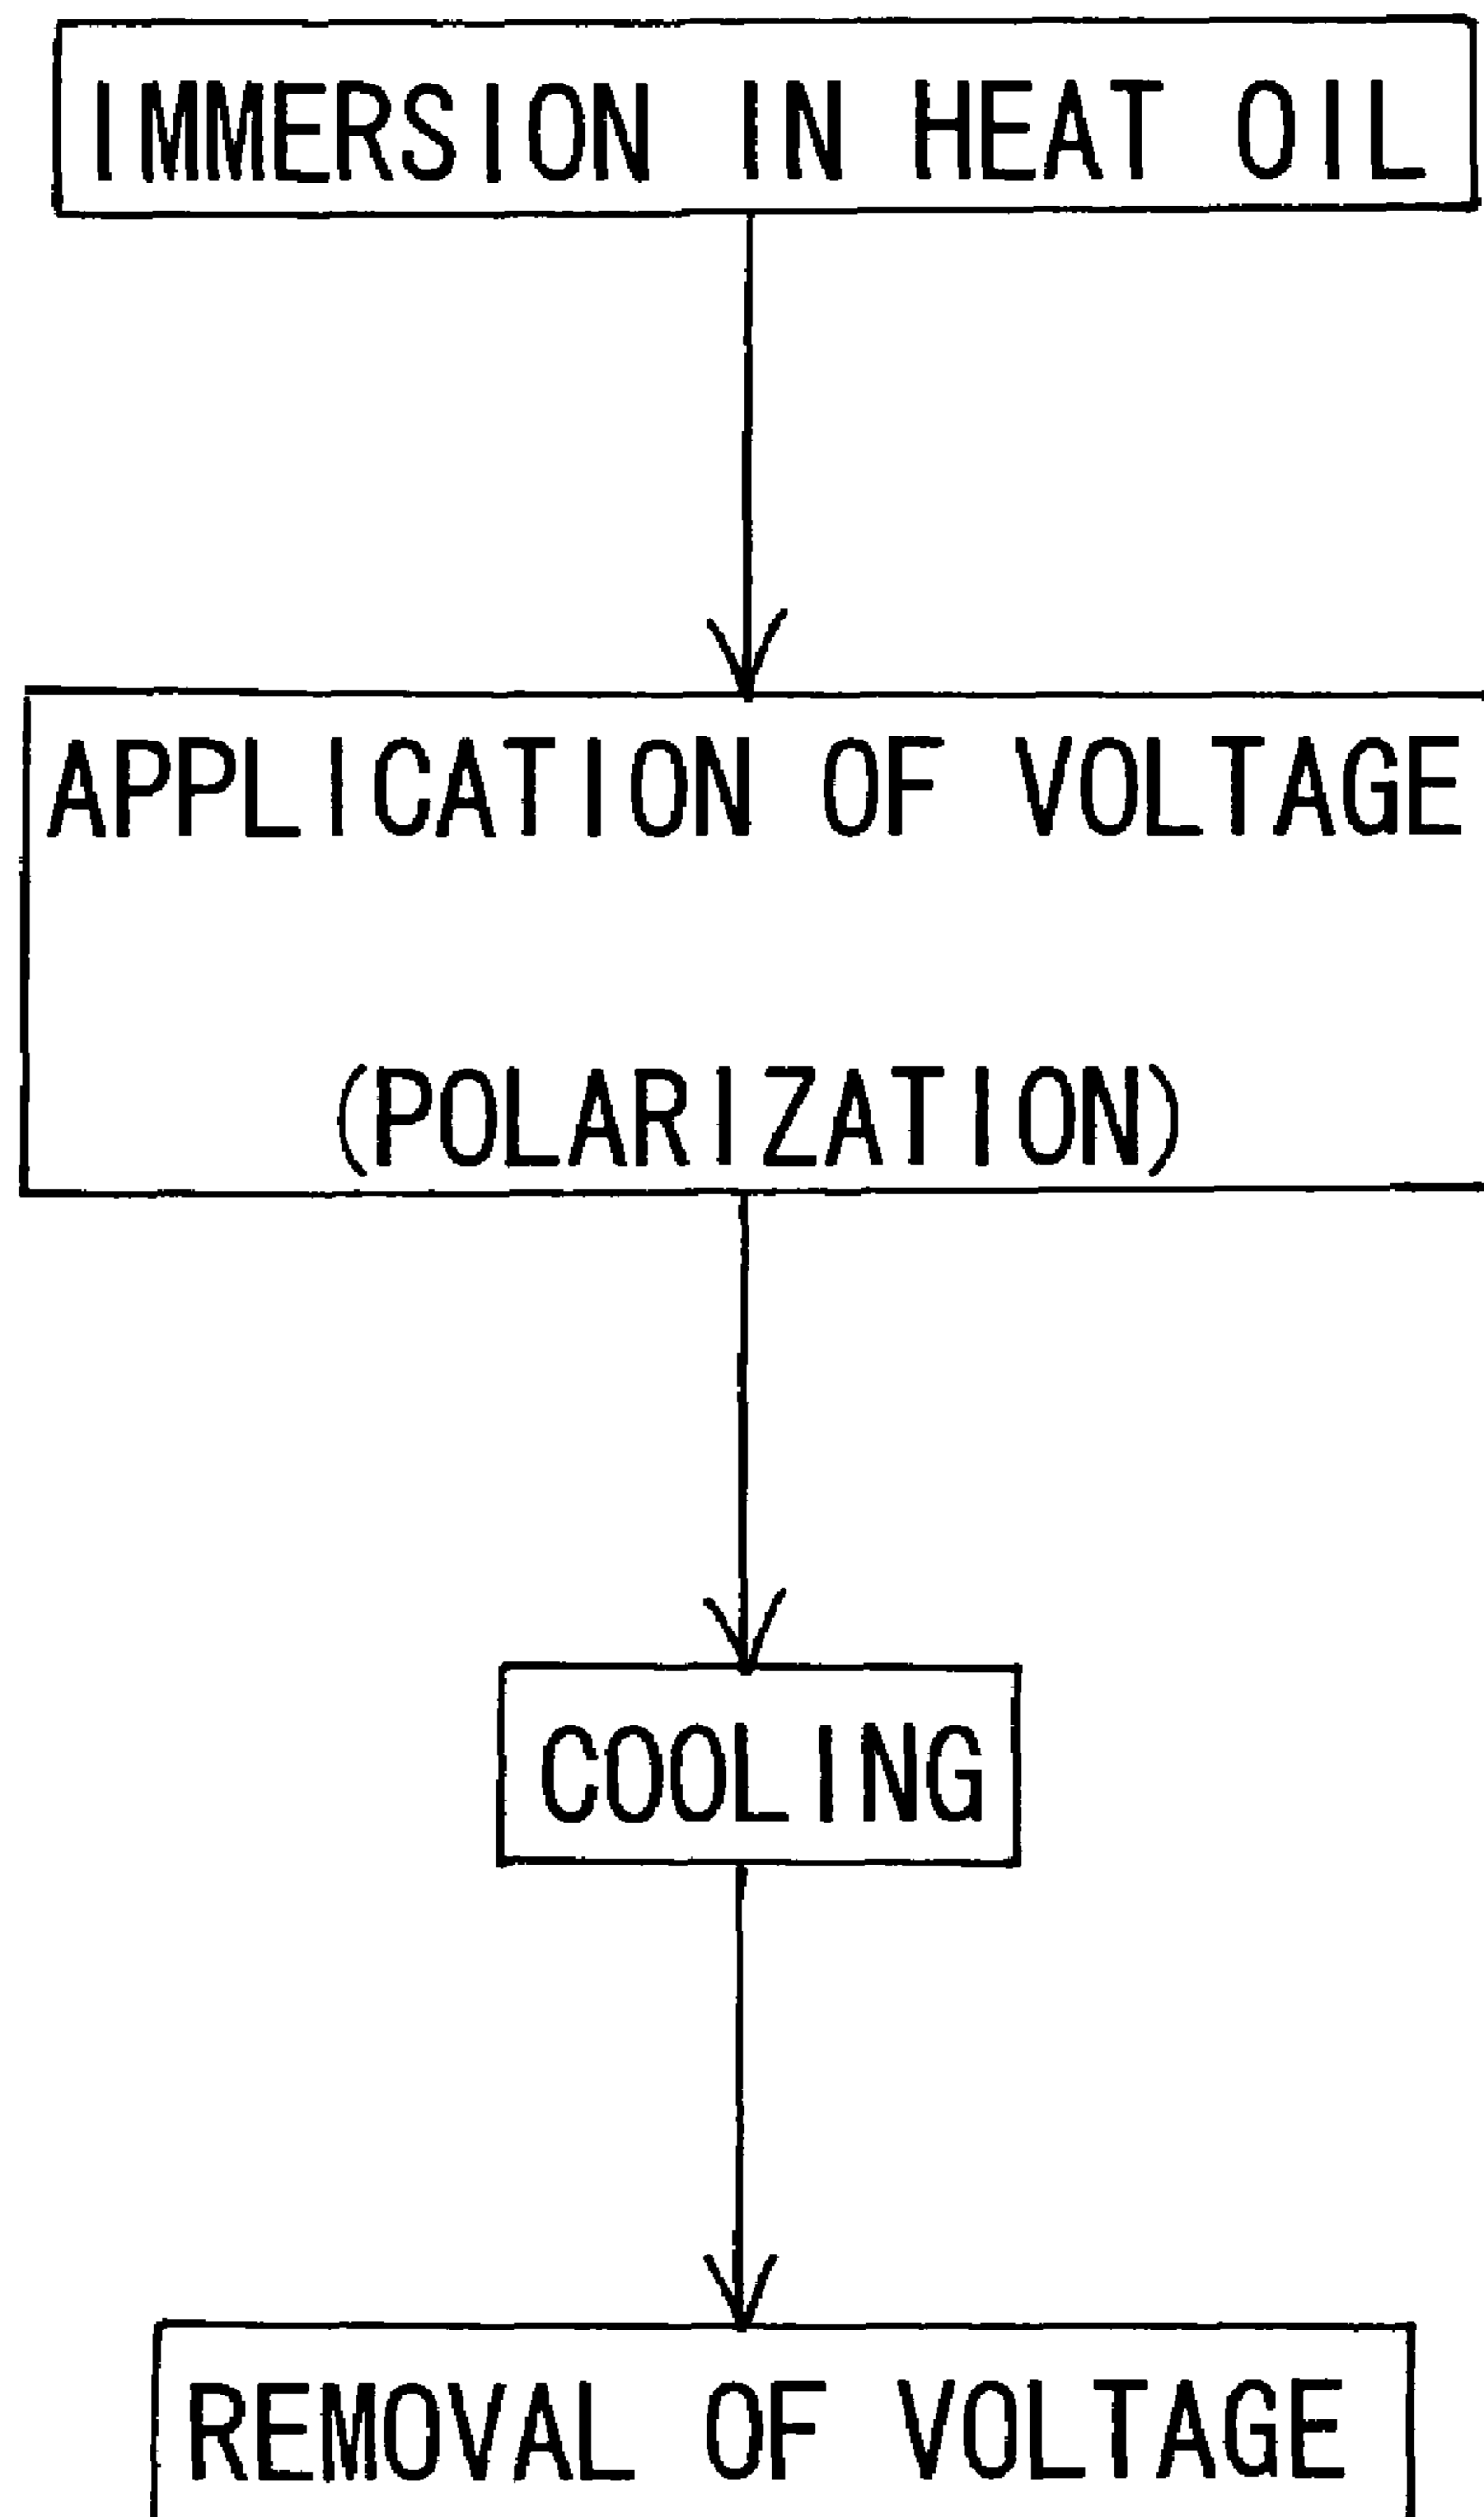 IMMERSION IN HEAT OIL
APPLICATION OF VOLTAGE
(POLARIZATION)
COOLING
REMOVAL OF VOLTAGE